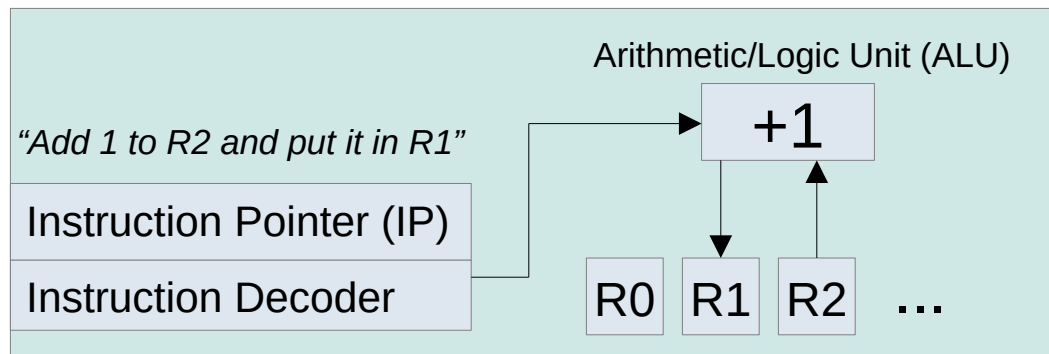 Arithmetic/Logic Unit (ALU)
+1
“Add 1 to R2 and put it in R1”
Instruction Pointer (IP)
Instruction Decoder
R0 R1 R2 ...